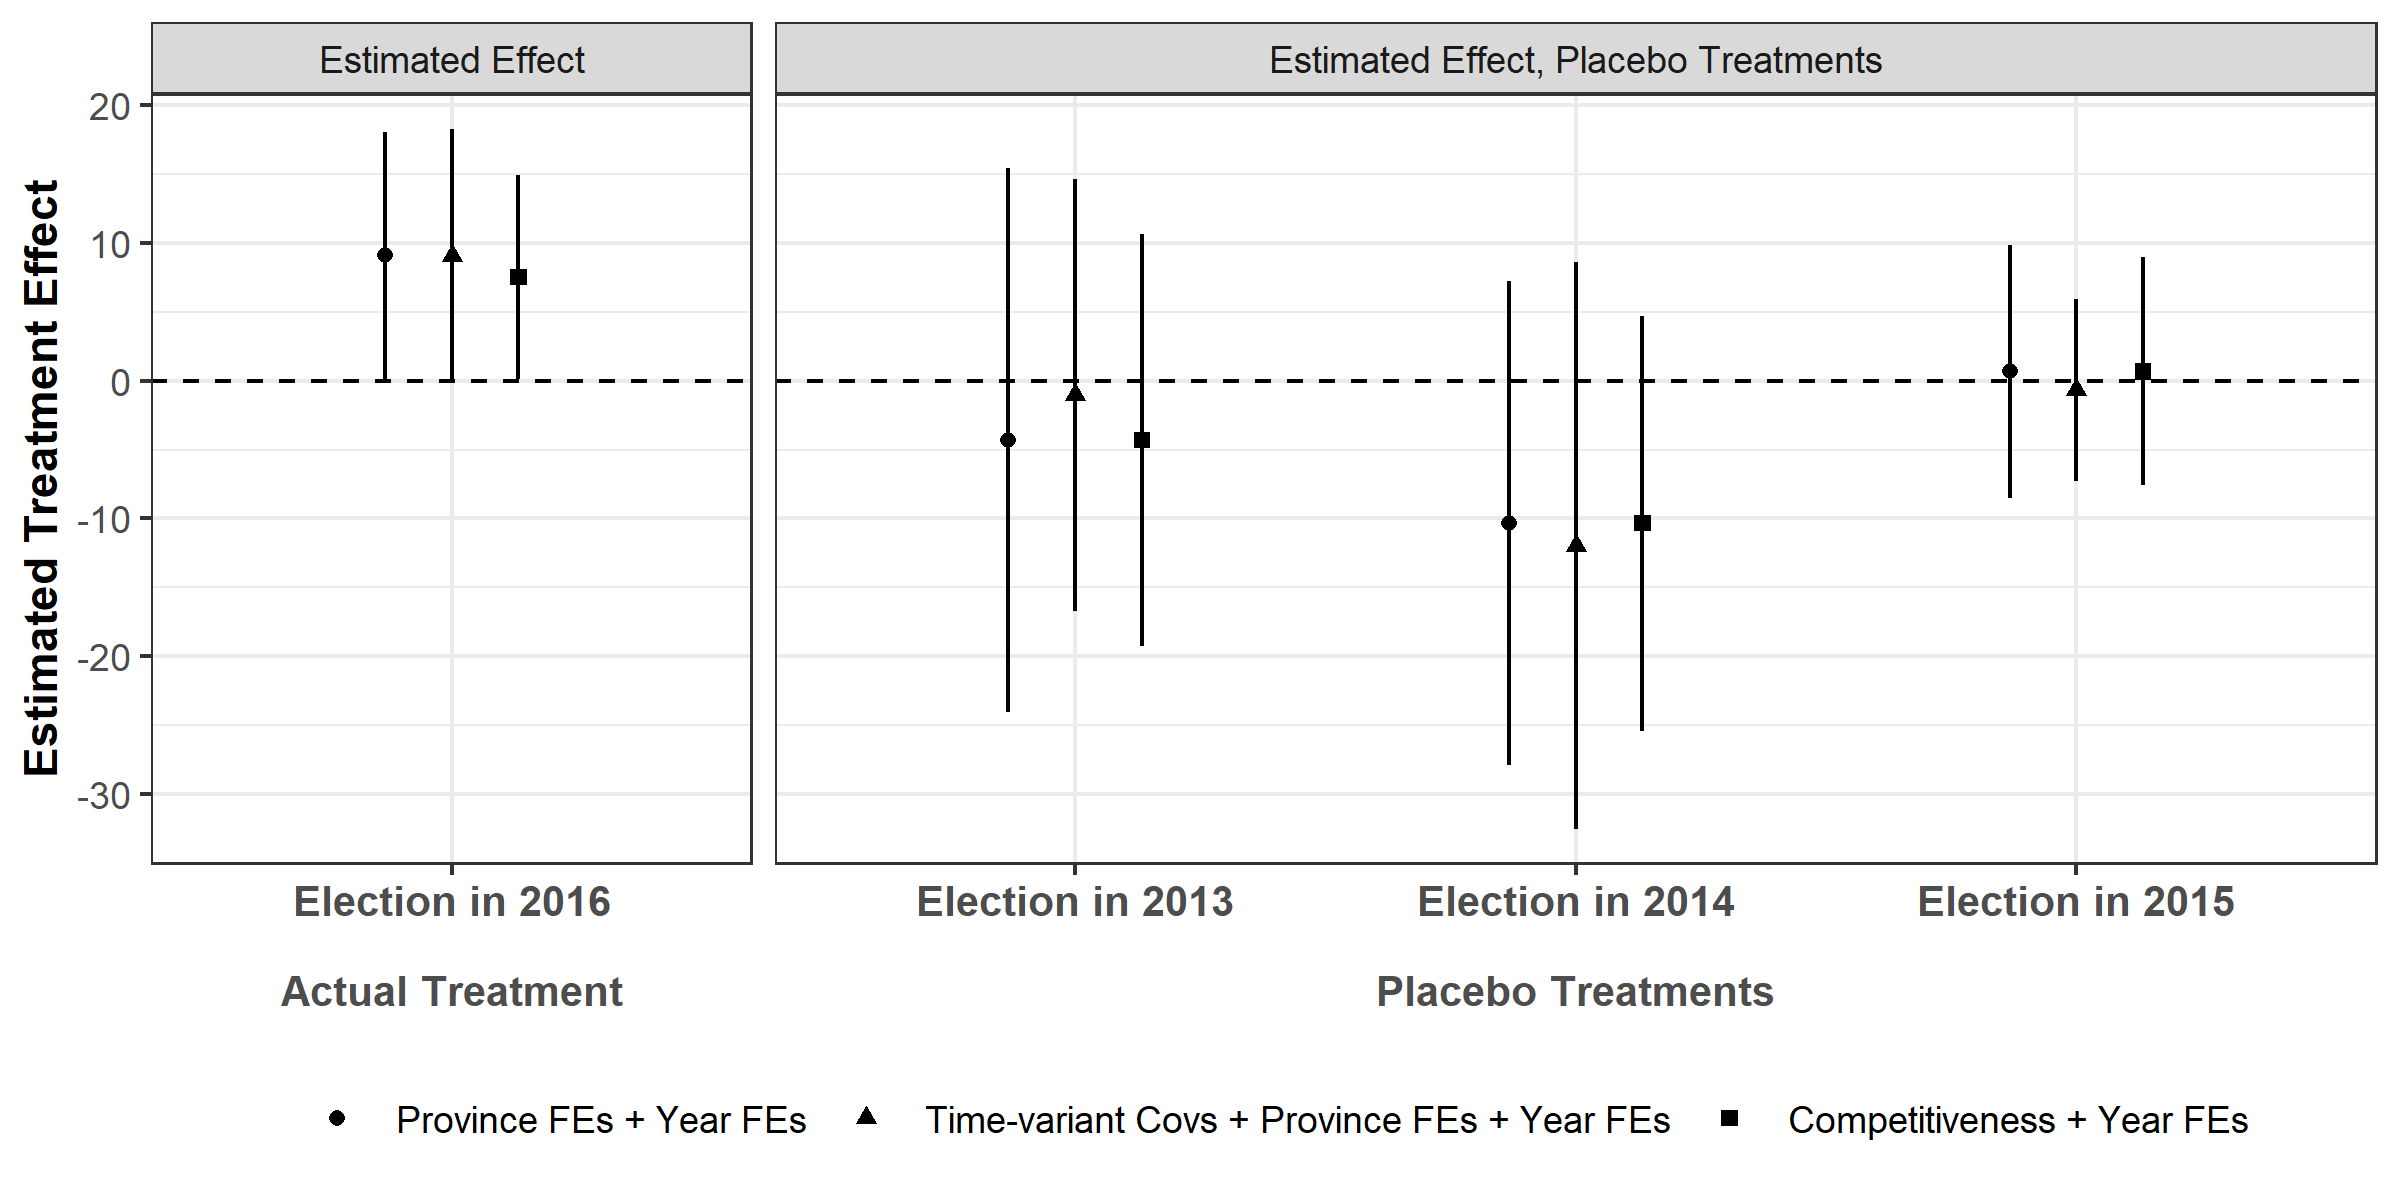 Estimated Effect
Estimated Effect, Placebo Treatments
Estimated Treatment Effect
20
10
0
-10
-20
-30
Election in 2016
Election in 2013
Election in 2014
Election in 2015
Actual Treatment
Placebo Treatments
Province FEs + Year FEs
Time-variant Covs + Province FEs + Year FEs
Competitiveness + Year FEs